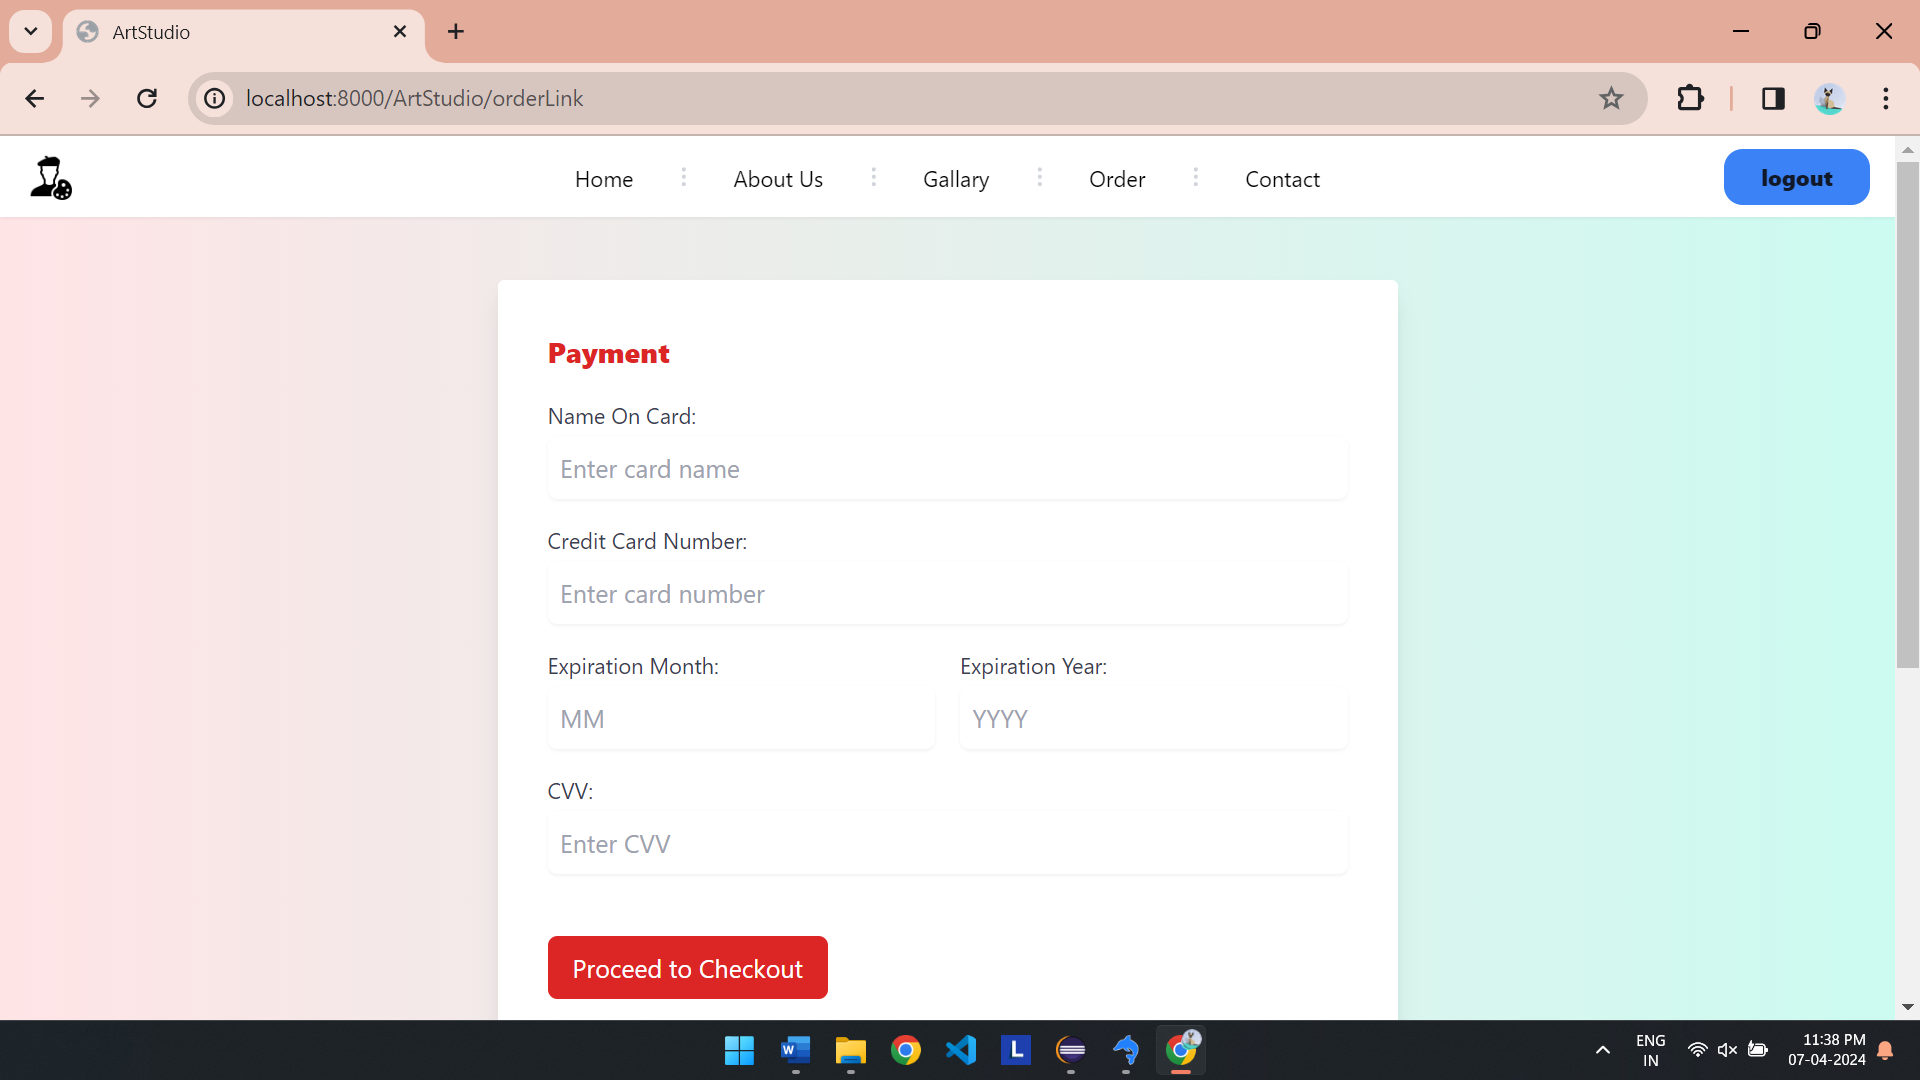 ArtStudio
localhost:8000/ArtStudio/orderLink
Home About Us Gallary Order Contact logout
Payment
Name On Card:
Enter card name
Credit Card Number:
Enter card number
Expiration Month: Expiration Year:
MM YYYY
CVV:
Enter CVV
Proceed to Checkout
W L
ENG 11:38 PM
IN 07-04-2024